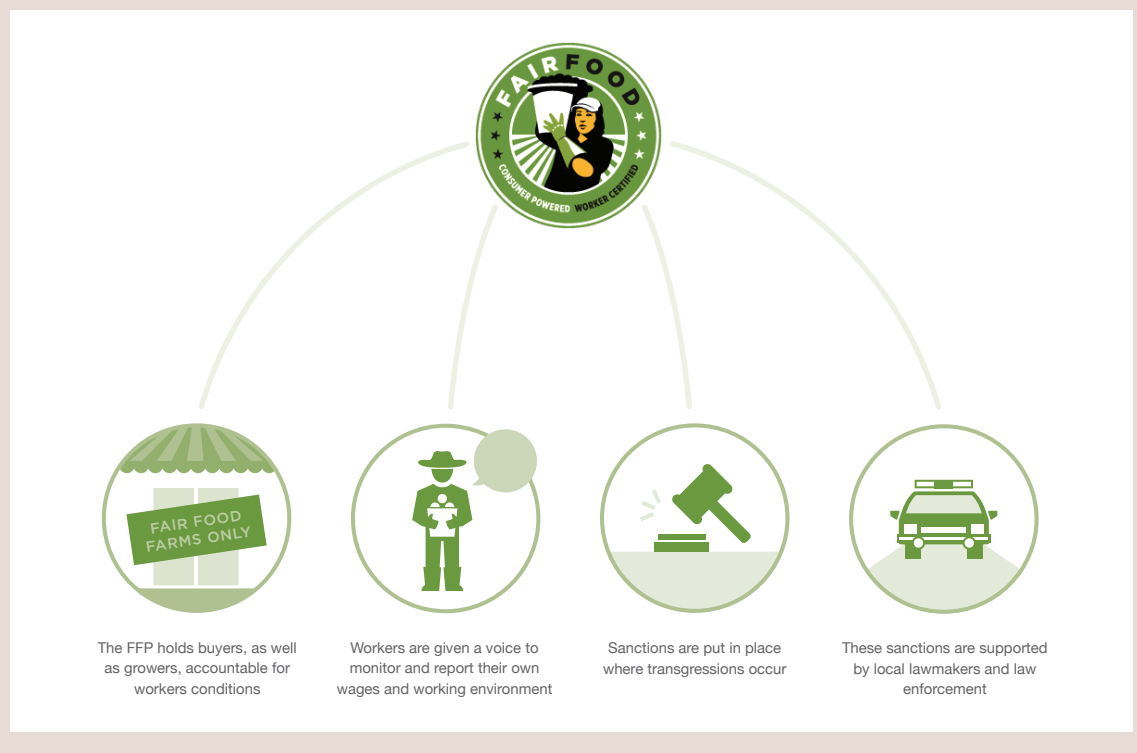 FAIR FOOD
CONSUMER POWERED WORKER CERTIFIED
FAIR FOOD
FARMS ONLY
The FFP holds buyers, as well
as growers, accountable for
workers conditions
Workers are given a voice to
monitor and report their own
wages and working environment
Sanctions are put in place
where transgressions occur
These sanctions are supported
by local lawmakers and law
enforcement